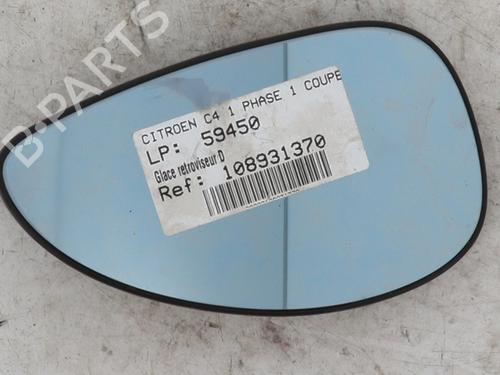 B-PARTS
CITROEN C4 1 PHASE 1 COUPE
LP: 59450
Glace retroviseur D
Ref: 108931370